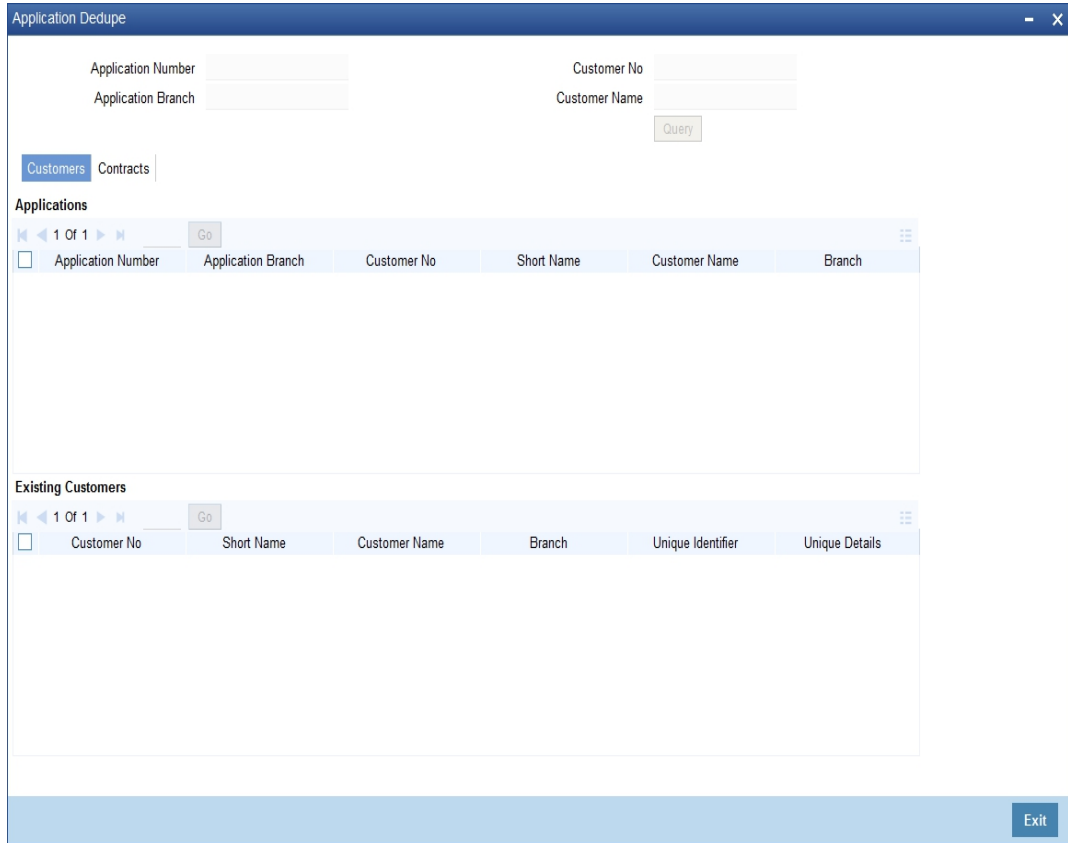 Application Dedupe
Application Number Customer No
Application Branch Customer Name
Query
Customers Contracts
Applications
1 Of 1 Go
Application Number Application Branch Customer No Short Name Customer Name Branch
Existing Customers
1 Of 1 Go
Customer No Short Name Customer Name Branch Unique Identifier Unique Details
Exit